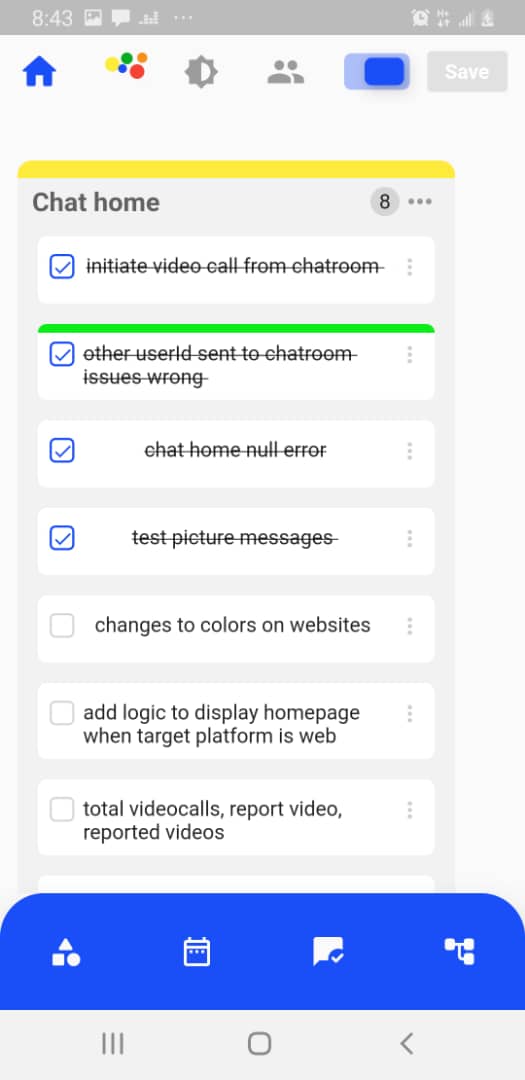 8:43
Save
Chat home
8
initiate video call from chatroom
other userId sent to chatroom
issues wrong
chat home null error
test picture messages
changes to colors on websites
add logic to display homepage
when target platform is web
total videocalls, report video,
reported videos